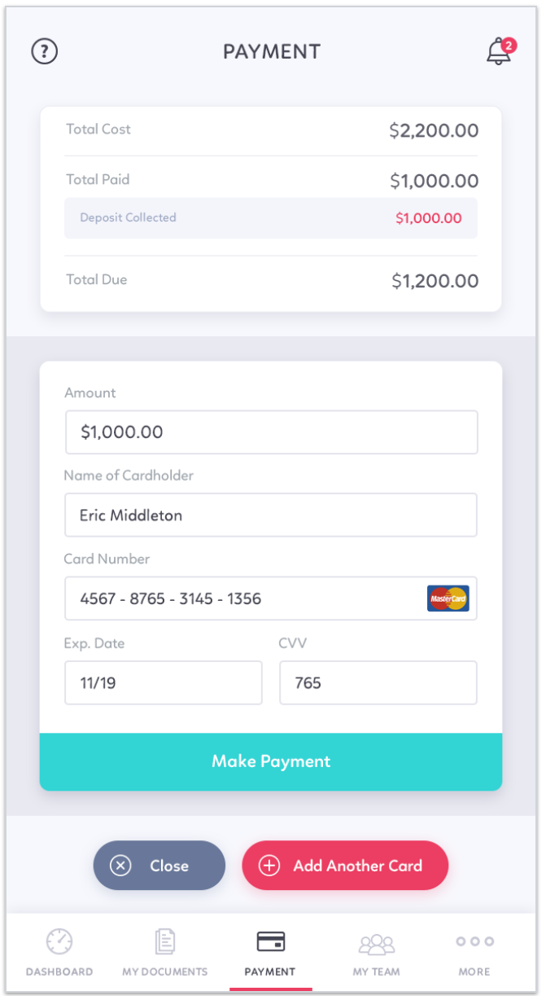 ?
PAYMENT
2
Total Cost $2,200.00
Total Paid $1,000.00
Deposit Collected $1,000.00
Total Due $1,200.00
Amount
$1,000.00
Name of Cardholder
Eric Middleton
Card Number
4567 - 8765 - 3145 - 1356 MasterCard
Exp. Date CVV
11/19 765
Make Payment
Close Add Another Card
DASHBOARD MY DOCUMENTS PAYMENT MY TEAM MORE